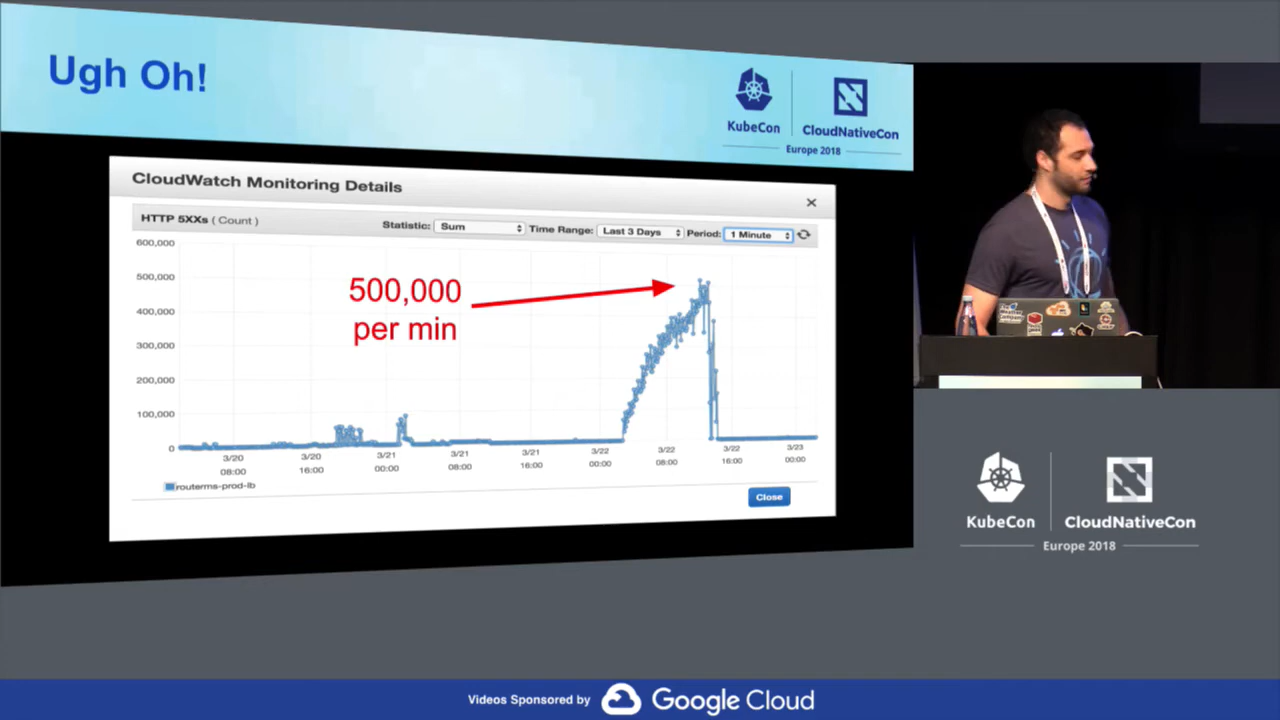 Ugh Oh!
KubeCon
CloudNativeCon
Europe 2018
CloudWatch Monitoring Details
HTTP 5XXs ( Count )
Statistic: Sum
Time Range: Last 3 Days
Period: 1 Minute
600,000
500,000
400,000
300,000
200,000
100,000
0
500,000
per min
3/20
08:00
3/20
16:00
3/21
00:00
3/21
08:00
3/21
16:00
3/22
00:00
3/22
08:00
3/22
16:00
3/23
00:00
routerms-prod-lb
Close
KubeCon
CloudNativeCon
Europe 2018
Videos Sponsored by
Google Cloud